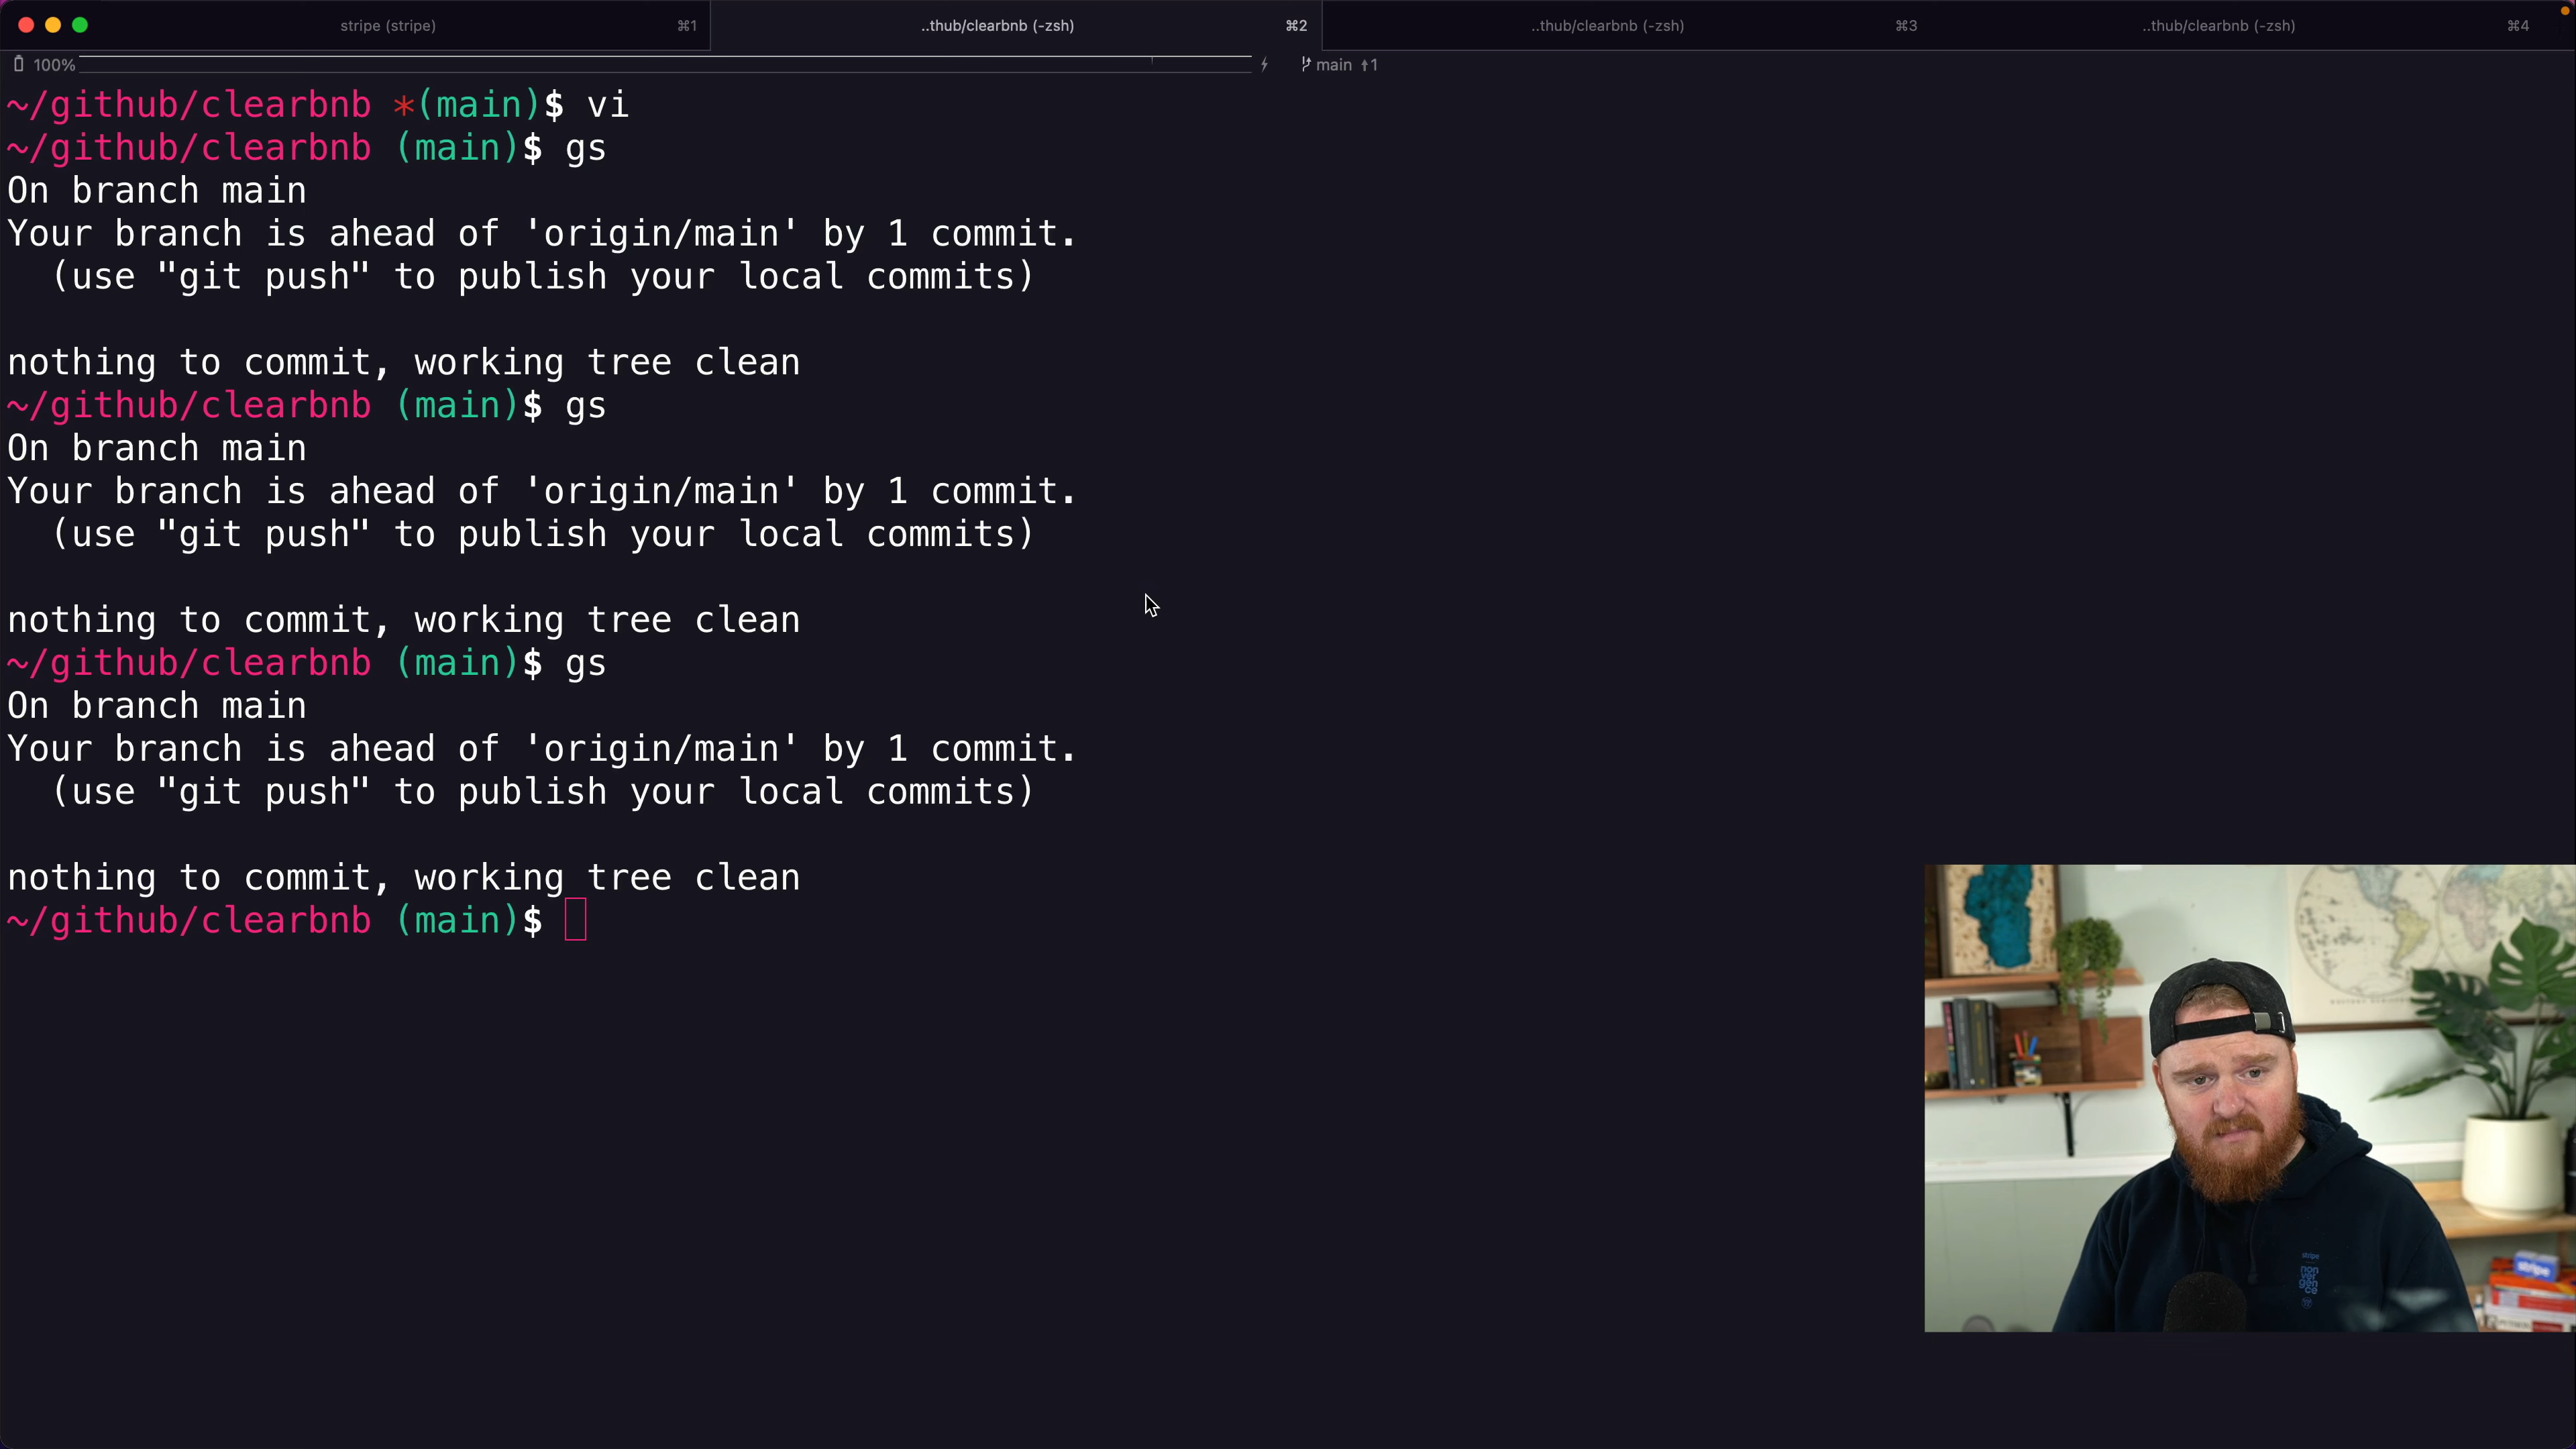 stripe (stripe) ⌘1 ..thub/clearbnb (-zsh) ⌘2 ..thub/clearbnb (-zsh) ⌘3 ..thub/clearbnb (-zsh) ⌘4
100% main ↑1
~/github/clearbnb *(main)$ vi
~/github/clearbnb (main)$ gs
On branch main
Your branch is ahead of 'origin/main' by 1 commit.
(use "git push" to publish your local commits)
nothing to commit, working tree clean
~/github/clearbnb (main)$ gs
On branch main
Your branch is ahead of 'origin/main' by 1 commit.
(use "git push" to publish your local commits)
nothing to commit, working tree clean
~/github/clearbnb (main)$ gs
On branch main
Your branch is ahead of 'origin/main' by 1 commit.
(use "git push" to publish your local commits)
nothing to commit, working tree clean
~/github/clearbnb (main)$
stripe
non
ver
gen
ce
stripe